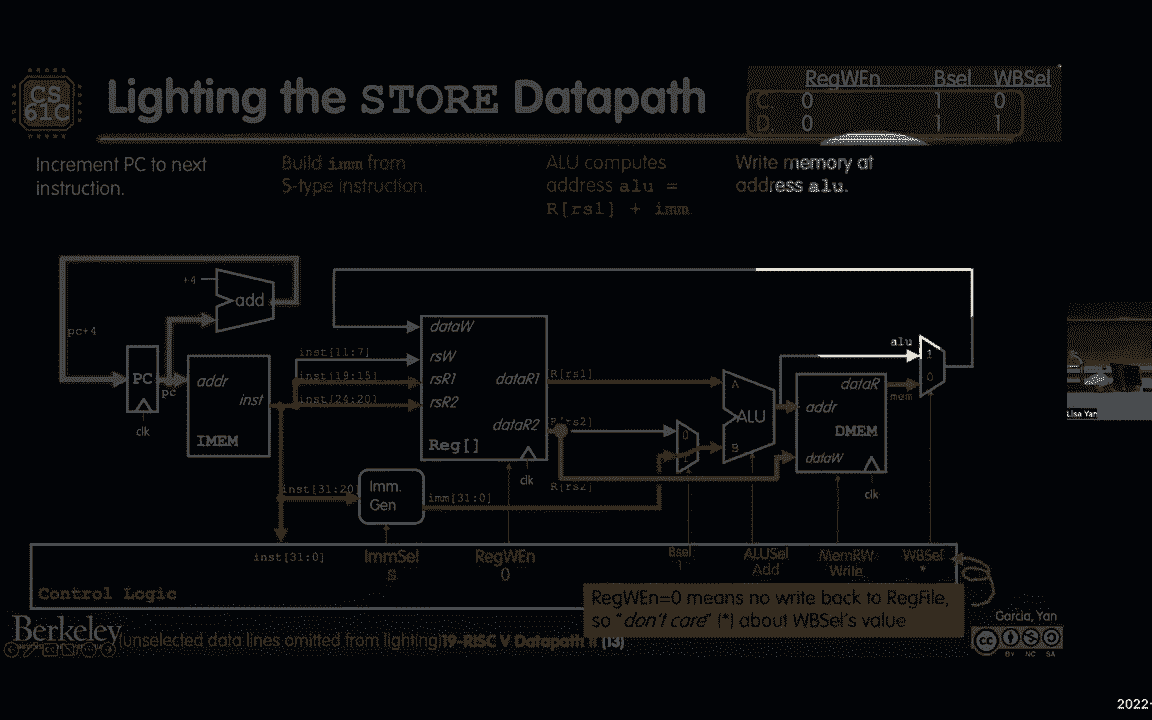 CS
61C
Lighting the STORE Datapath
RegWEn Bsel WBSel
C. 0 1 0
D. 0 1 1
Increment PC to next
instruction.
Build imm from
S-type instruction.
ALU computes
address alu =
R[rs1] + imm
Write memory at
address alu.
+4
add
pc+4
PC
pc
clk
addr
inst
IMEM
inst[11:7]
inst[19:15]
inst[24:20]
inst[31:20]
inst[31:0]
dataW
rsW
rsR1
rsR2
dataR1
dataR2
Reg[]
clk
R[rs1]
R[rs2]
R[rs2]
Imm.
Gen
imm[31:0]
0
A
B
ALU
addr
dataR
DMEM
dataW
clk
alu
mem
1
0
Control Logic
ImmSel
S
RegWEn
0
Bsel
1
ALUSel
Add
MemRW
Write
WBSel
*
RegWEn=0 means no write back to RegFile,
so "don't care" (*) about WBSel's value
Berkeley
(unselected data lines omitted from lighting)
19-RISC V Datapath II (13)
Garcia, Yan
cc
BY NC SA
Lisa Yan
2022-